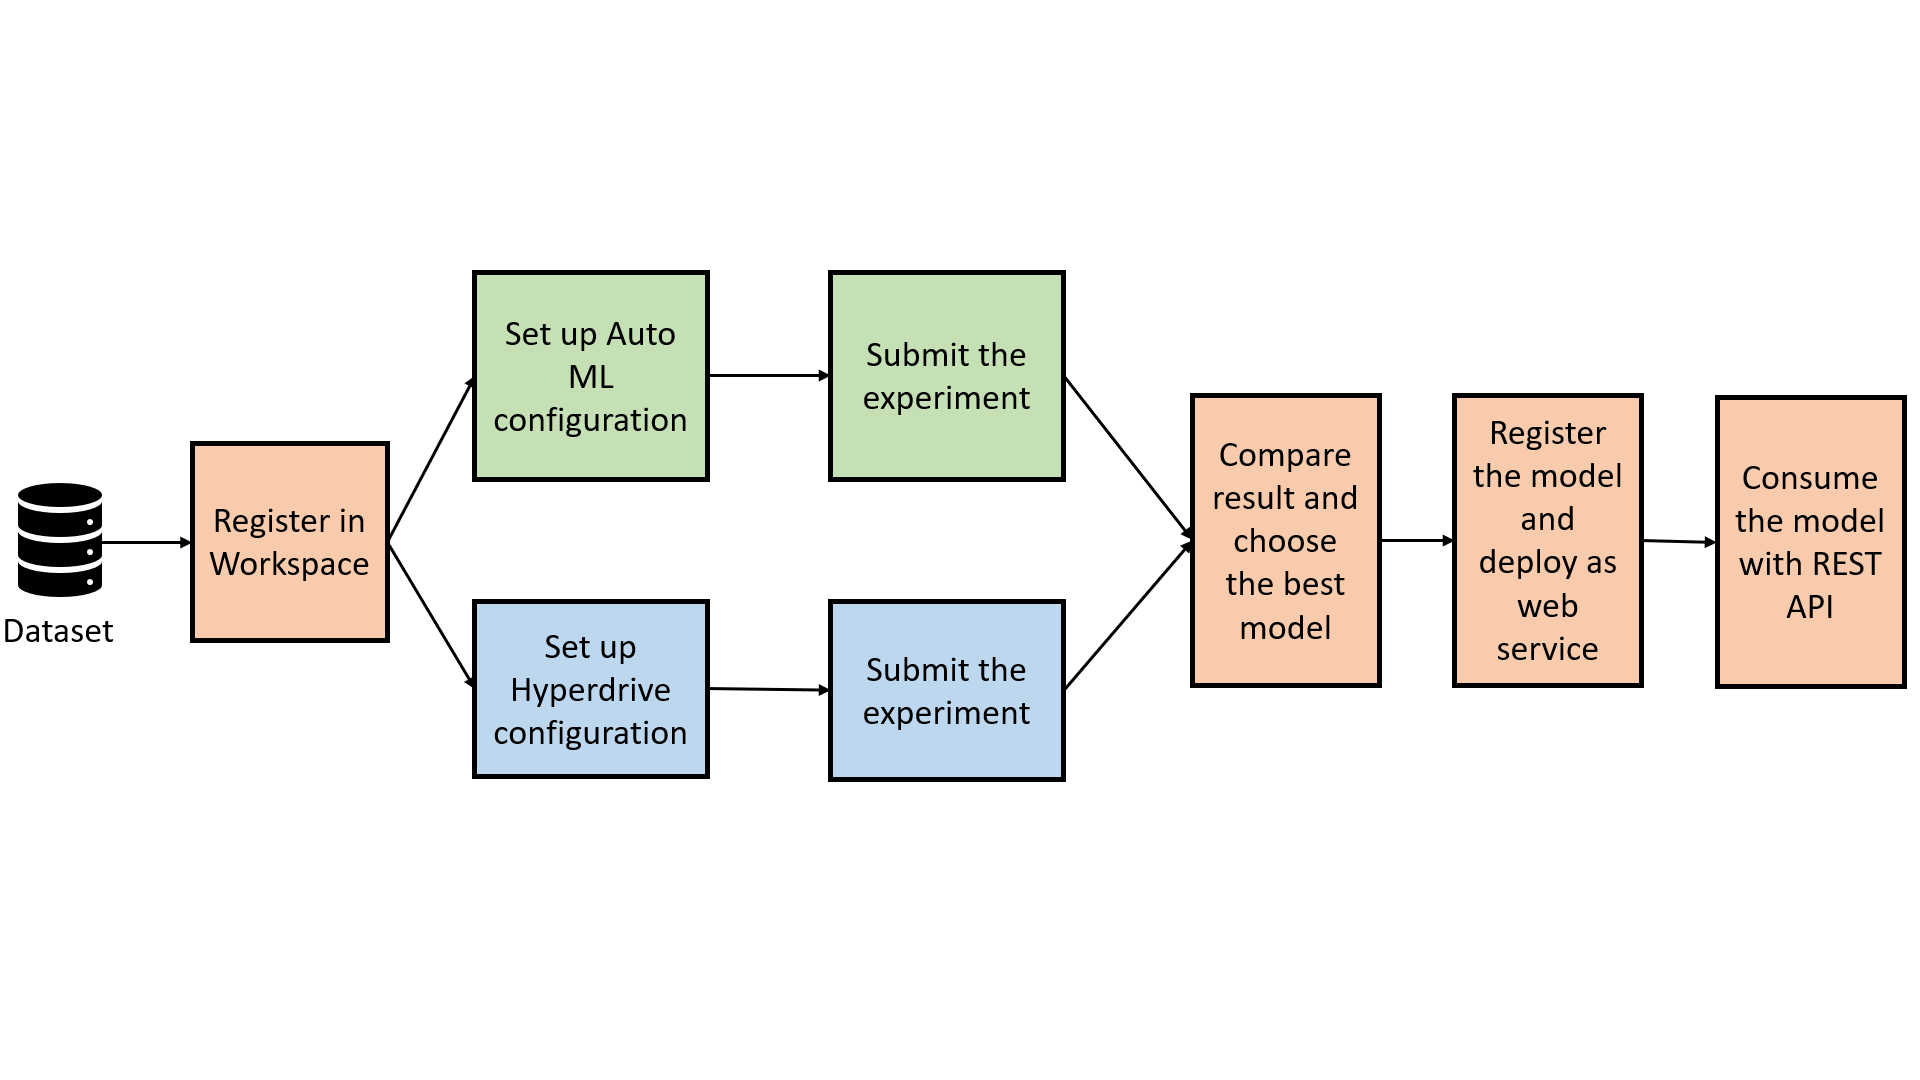 Dataset
Register in
Workspace
Set up Auto
ML
configuration
Submit the
experiment
Set up
Hyperdrive
configuration
Submit the
experiment
Compare
result and
choose
the best
model
Register
the model
and
deploy as
web
service
Consume
the model
with REST
API